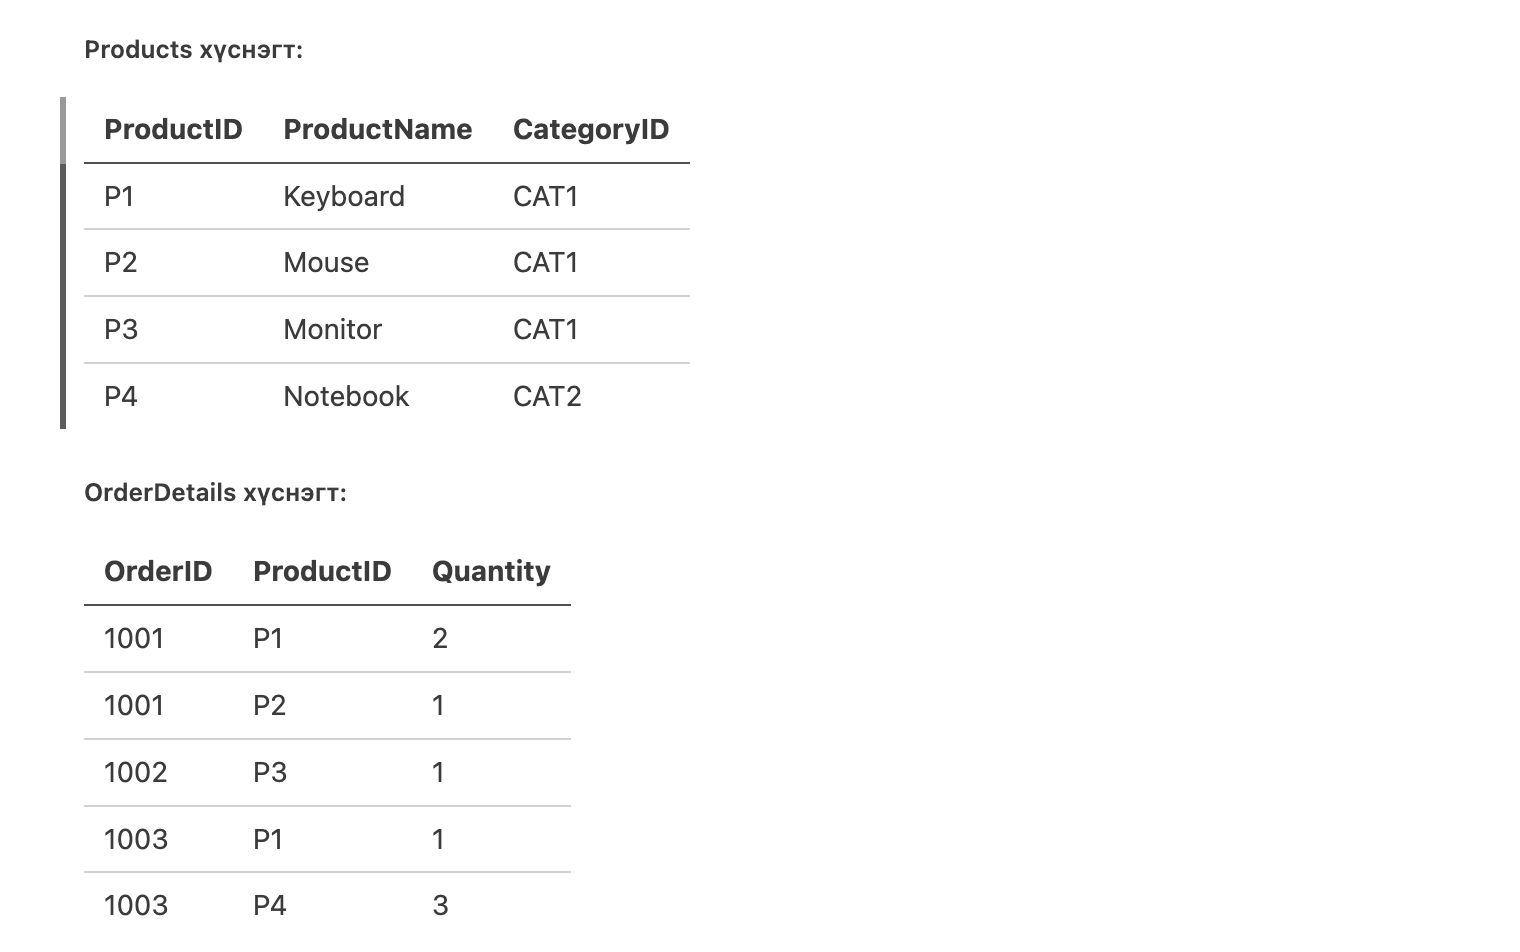 Products хүснэгт:
ProductID ProductName CategoryID
P1 Keyboard CAT1
P2 Mouse CAT1
P3 Monitor CAT1
P4 Notebook CAT2
OrderDetails хүснэгт:
OrderID ProductID Quantity
1001 P1 2
1001 P2 1
1002 P3 1
1003 P1 1
1003 P4 3